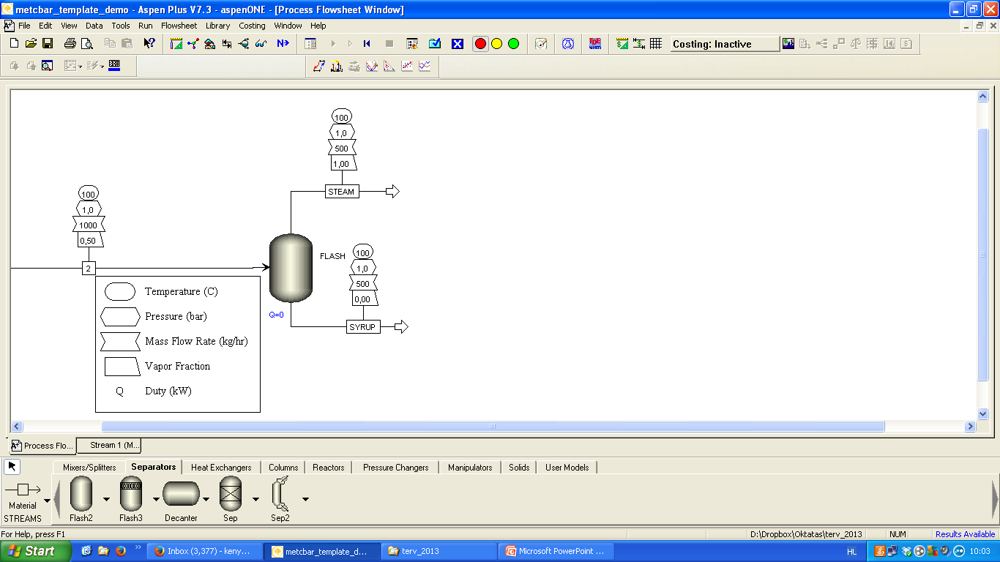 metcbar_template_demo - Aspen Plus V7.3 - aspenONE - [Process Flowsheet Window]
File Edit View Data Tools Run Flowsheet Library Costing Window Help
N>
Costing: Inactive
100
1,0
500
1,00
STEAM
100
1,0
1000
0,50
2
FLASH
100
1,0
500
0,00
SYRUP
Q=0
Temperature (C)
Pressure (bar)
Mass Flow Rate (kg/hr)
Vapor Fraction
Q Duty (kW)
Process Flo... Stream 1 (M...
Mixers/Splitters Separators Heat Exchangers Columns Reactors Pressure Changers Manipulators Solids User Models
Material
STREAMS Flash2 Flash3 Decanter Sep Sep2
For Help, press F1 D:\Dropbox\Oktatas\terv_2013 NUM Results Available
Start Inbox (3,377) - keny... metcbar_template_d... terv_2013 Microsoft PowerPoint ... HL 10:03